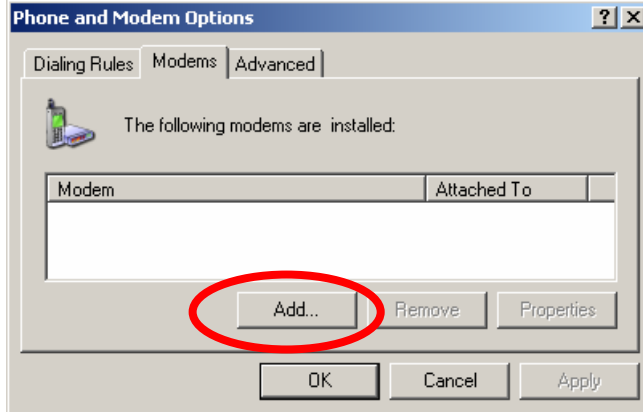 Phone and Modem Options ? X
Dialing Rules Modems Advanced
The following modems are installed:
Modem Attached To
Add... Remove Properties
OK Cancel Apply